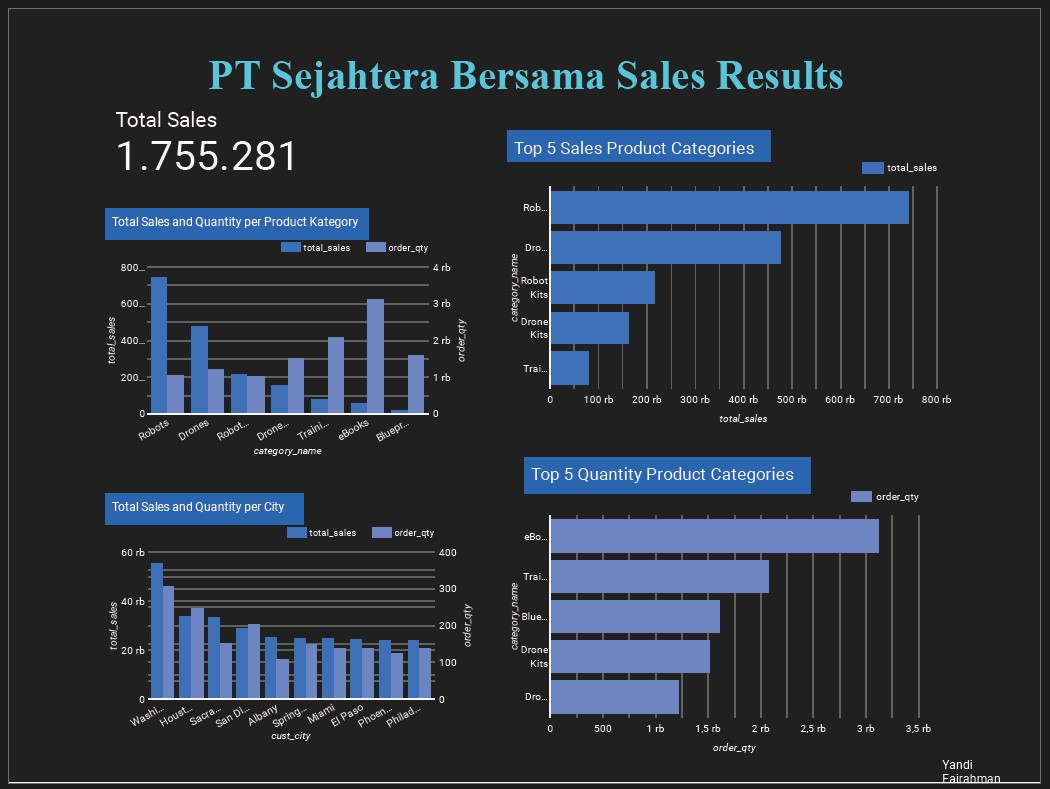 PT Sejahtera Bersama Sales Results
Total Sales
1.755.281
Total Sales and Quantity per Product Kategory
total_sales
order_qty
800…
600…
400…
200…
0
4 rb
3 rb
2 rb
1 rb
0
total_sales
order_qty
Robots
Drones
Robot…
Drone…
Traini…
eBooks
Bluepr…
category_name
Total Sales and Quantity per City
total_sales
order_qty
60 rb
40 rb
20 rb
0
400
300
200
100
0
total_sales
order_qty
Washi…
Houst…
Sacra…
San Di…
Albany
Spring…
Miami
El Paso
Phoen…
Philad…
cust_city
Top 5 Sales Product Categories
total_sales
category_name
Rob…
Dro…
Robot
Kits
Drone
Kits
Trai…
0
100 rb
200 rb
300 rb
400 rb
500 rb
600 rb
700 rb
800 rb
total_sales
Top 5 Quantity Product Categories
order_qty
category_name
eBo…
Trai…
Blue…
Drone
Kits
Dro…
0
500
1 rb
1,5 rb
2 rb
2,5 rb
3 rb
3,5 rb
order_qty
Yandi
Fairahman